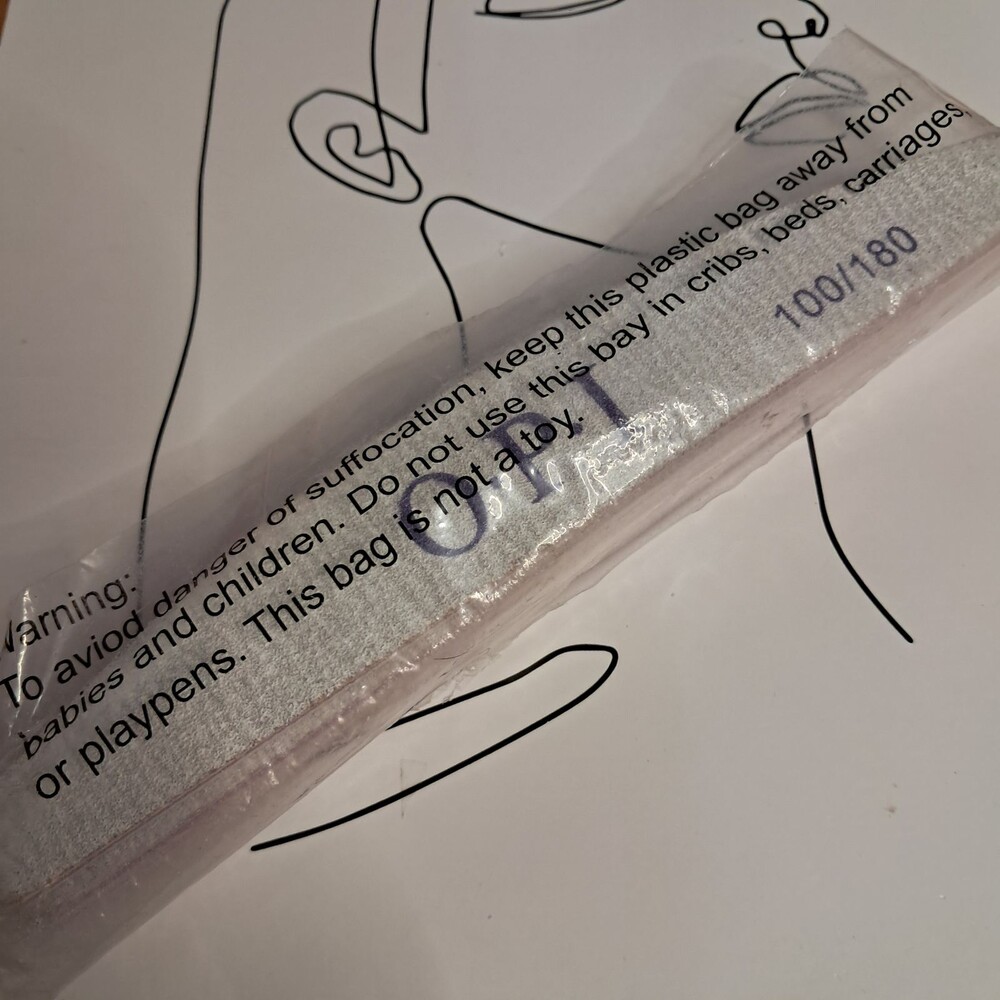 Warning:
To aviod danger of suffocation, keep this plastic bag away from
babies and children. Do not use this bay in cribs, beds, carriages,
or playpens. This bag is not a toy.
O·P·I
100/180